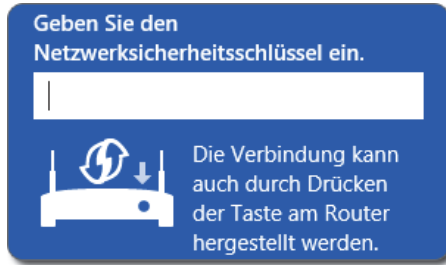 Geben Sie den
Netzwerksicherheitsschlüssel ein.
Die Verbindung kann
auch durch Drücken
der Taste am Router
hergestellt werden.